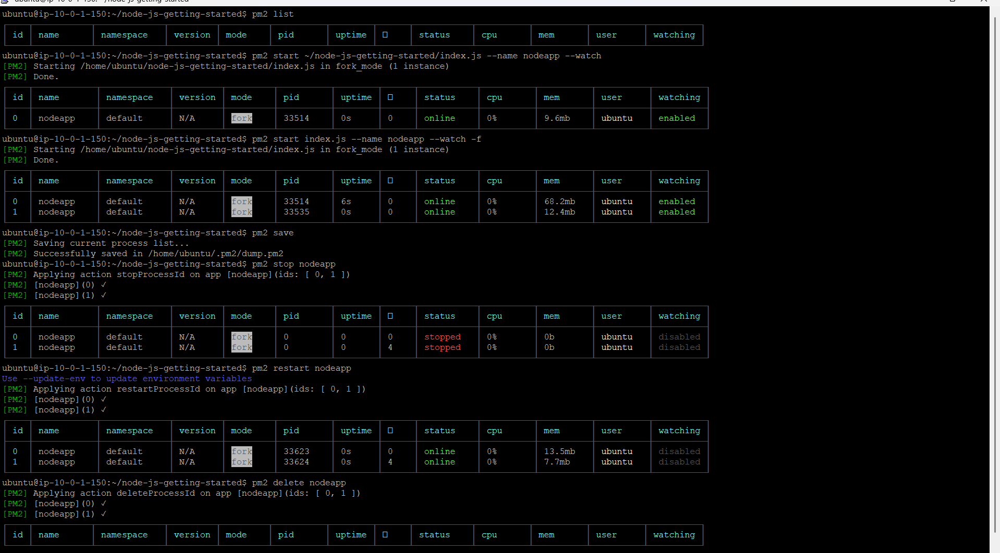 ubuntu@ip-10-0-1-150: ~/node-js-getting-started
ubuntu@ip-10-0-1-150:~/node-js-getting-started$ pm2 list
id name namespace version mode pid uptime status cpu mem user watching
ubuntu@ip-10-0-1-150:~/node-js-getting-started$ pm2 start ~/node-js-getting-started/index.js --name nodeapp --watch
[PM2] Starting /home/ubuntu/node-js-getting-started/index.js in fork_mode (1 instance)
[PM2] Done.
id name namespace version mode pid uptime status cpu mem user watching
0 nodeapp default N/A fork 33514 0s 0 online 0% 9.6mb ubuntu enabled
ubuntu@ip-10-0-1-150:~/node-js-getting-started$ pm2 start index.js --name nodeapp --watch -f
[PM2] Starting /home/ubuntu/node-js-getting-started/index.js in fork_mode (1 instance)
[PM2] Done.
id name namespace version mode pid uptime status cpu mem user watching
0 nodeapp default N/A fork 33514 6s 0 online 0% 68.2mb ubuntu enabled
1 nodeapp default N/A fork 33535 0s 0 online 0% 12.4mb ubuntu enabled
ubuntu@ip-10-0-1-150:~/node-js-getting-started$ pm2 save
[PM2] Saving current process list...
[PM2] Successfully saved in /home/ubuntu/.pm2/dump.pm2
ubuntu@ip-10-0-1-150:~/node-js-getting-started$ pm2 stop nodeapp
[PM2] Applying action stopProcessId on app [nodeapp](ids: [ 0, 1 ])
[PM2] [nodeapp](0) ✓
[PM2] [nodeapp](1) ✓
id name namespace version mode pid uptime status cpu mem user watching
0 nodeapp default N/A fork 0 0 0 stopped 0% 0b ubuntu disabled
1 nodeapp default N/A fork 0 0 4 stopped 0% 0b ubuntu disabled
ubuntu@ip-10-0-1-150:~/node-js-getting-started$ pm2 restart nodeapp
Use --update-env to update environment variables
[PM2] Applying action restartProcessId on app [nodeapp](ids: [ 0, 1 ])
[PM2] [nodeapp](0) ✓
[PM2] [nodeapp](1) ✓
id name namespace version mode pid uptime status cpu mem user watching
0 nodeapp default N/A fork 33623 0s 0 online 0% 13.5mb ubuntu disabled
1 nodeapp default N/A fork 33624 0s 4 online 0% 7.7mb ubuntu disabled
ubuntu@ip-10-0-1-150:~/node-js-getting-started$ pm2 delete nodeapp
[PM2] Applying action deleteProcessId on app [nodeapp](ids: [ 0, 1 ])
[PM2] [nodeapp](0) ✓
[PM2] [nodeapp](1) ✓
id name namespace version mode pid uptime status cpu mem user watching